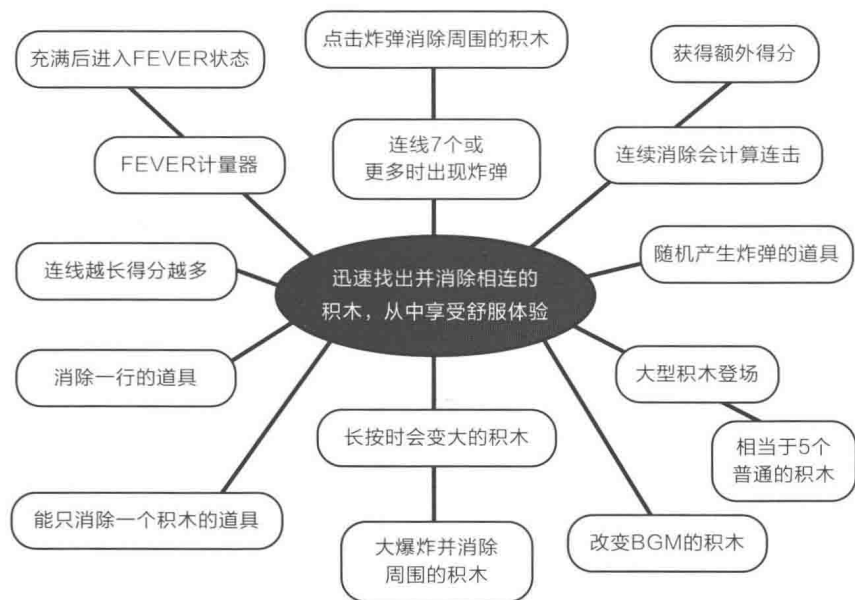 点击炸弹消除周围的积木
充满后进入FEVER状态
获得额外得分
连线7个或
更多时出现炸弹
FEVER计量器
连续消除会计算连击
连线越长得分越多
随机产生炸弹的道具
迅速找出并消除相连的
积木，从中享受舒服体验
消除一行的道具
大型积木登场
长按时会变大的积木
相当于5个
普通的积木
能只消除一个积木的道具
大爆炸并消除
周围的积木
改变BGM的积木